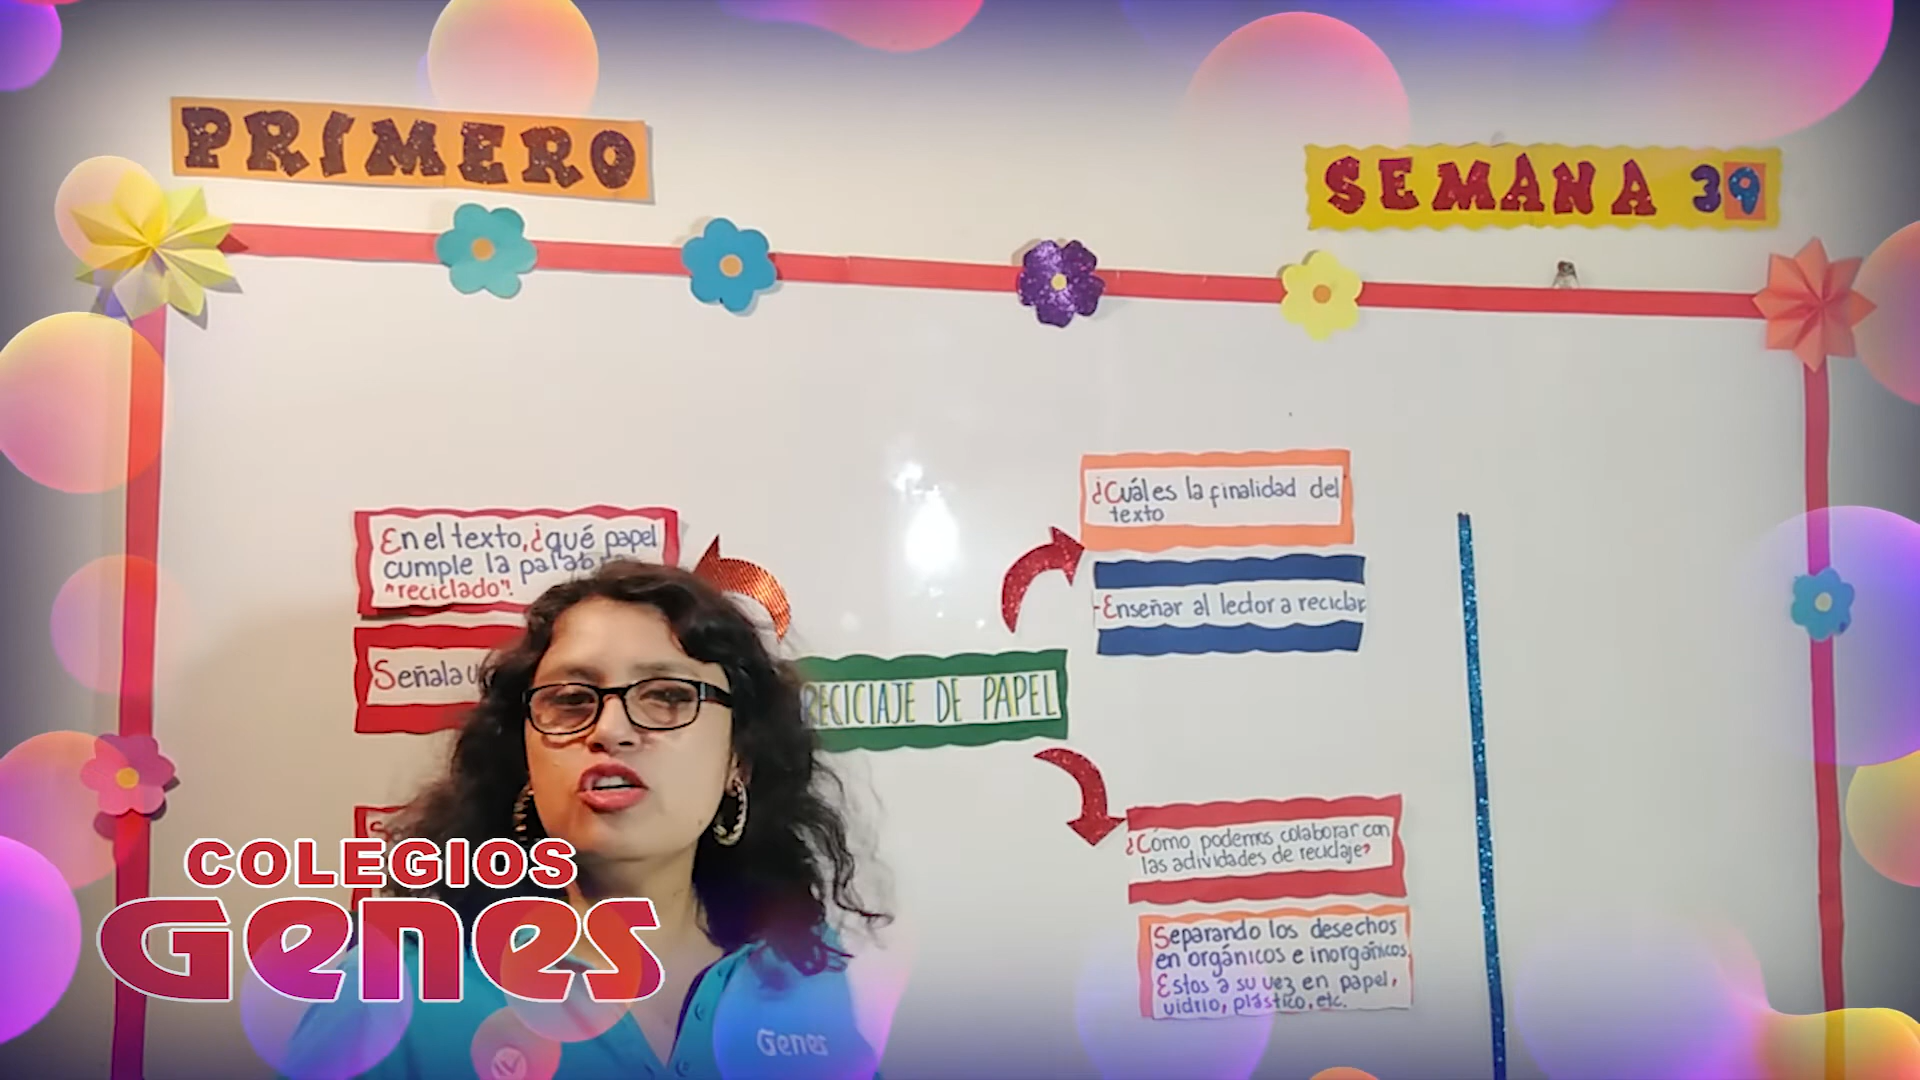 PRIMERO
SEMANA 39
¿Cuál es la finalidad del
texto
En el texto, ¿qué papel
cumple la
"reciclado".
-Enseñar al lector a reciclar
Señala
RECICIAJE DE PAPEL
¿Cómo podemos colaborar con
las actividades de reciclaje?
Separando los desechos
en orgánicos e inorgánicos.
Estos a su vez en papel,
vidrio, plástico, etc.
COLEGIOS
Genes
Genes